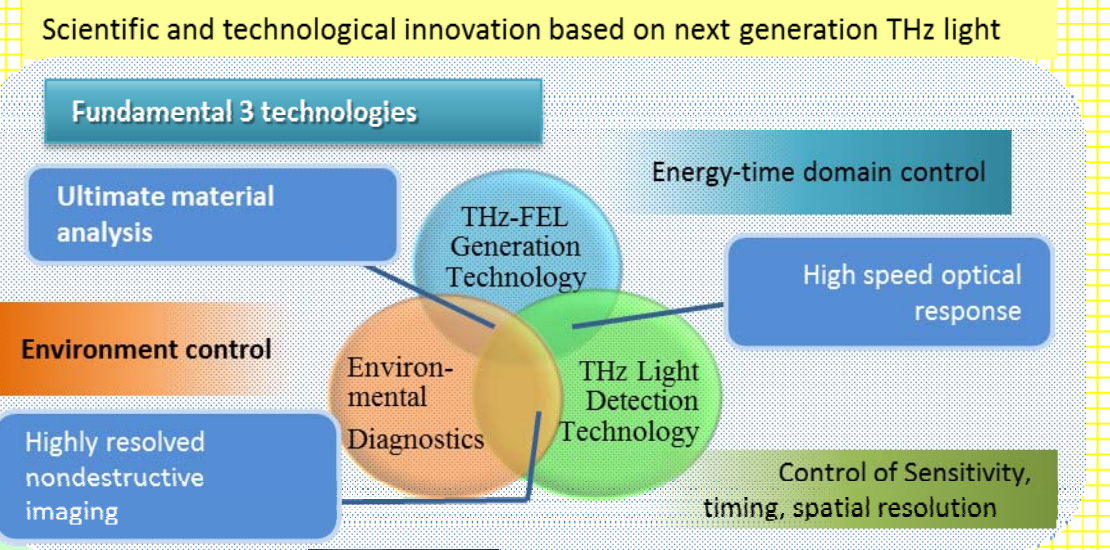 Scientific and technological innovation based on next generation THz light
Fundamental 3 technologies
Energy-time domain control
Ultimate material
analysis
THz-FEL
Generation
Technology
High speed optical
response
Environment control
Environ-
mental
Diagnostics
THz Light
Detection
Technology
Highly resolved
nondestructive
imaging
Control of Sensitivity,
timing, spatial resolution